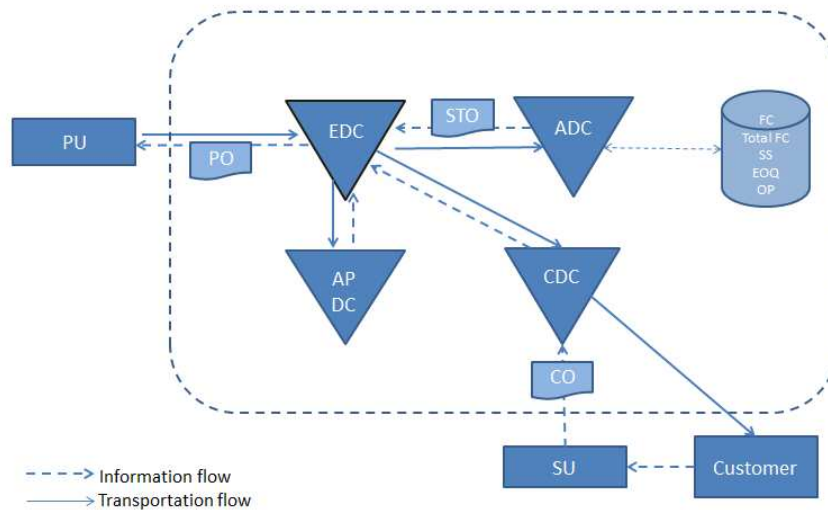 STO
EDC
ADC
PU
PO
FC
Total FC
SS
EOQ
OP
AP
DC
CDC
CO
SU
Customer
Information flow
Transportation flow